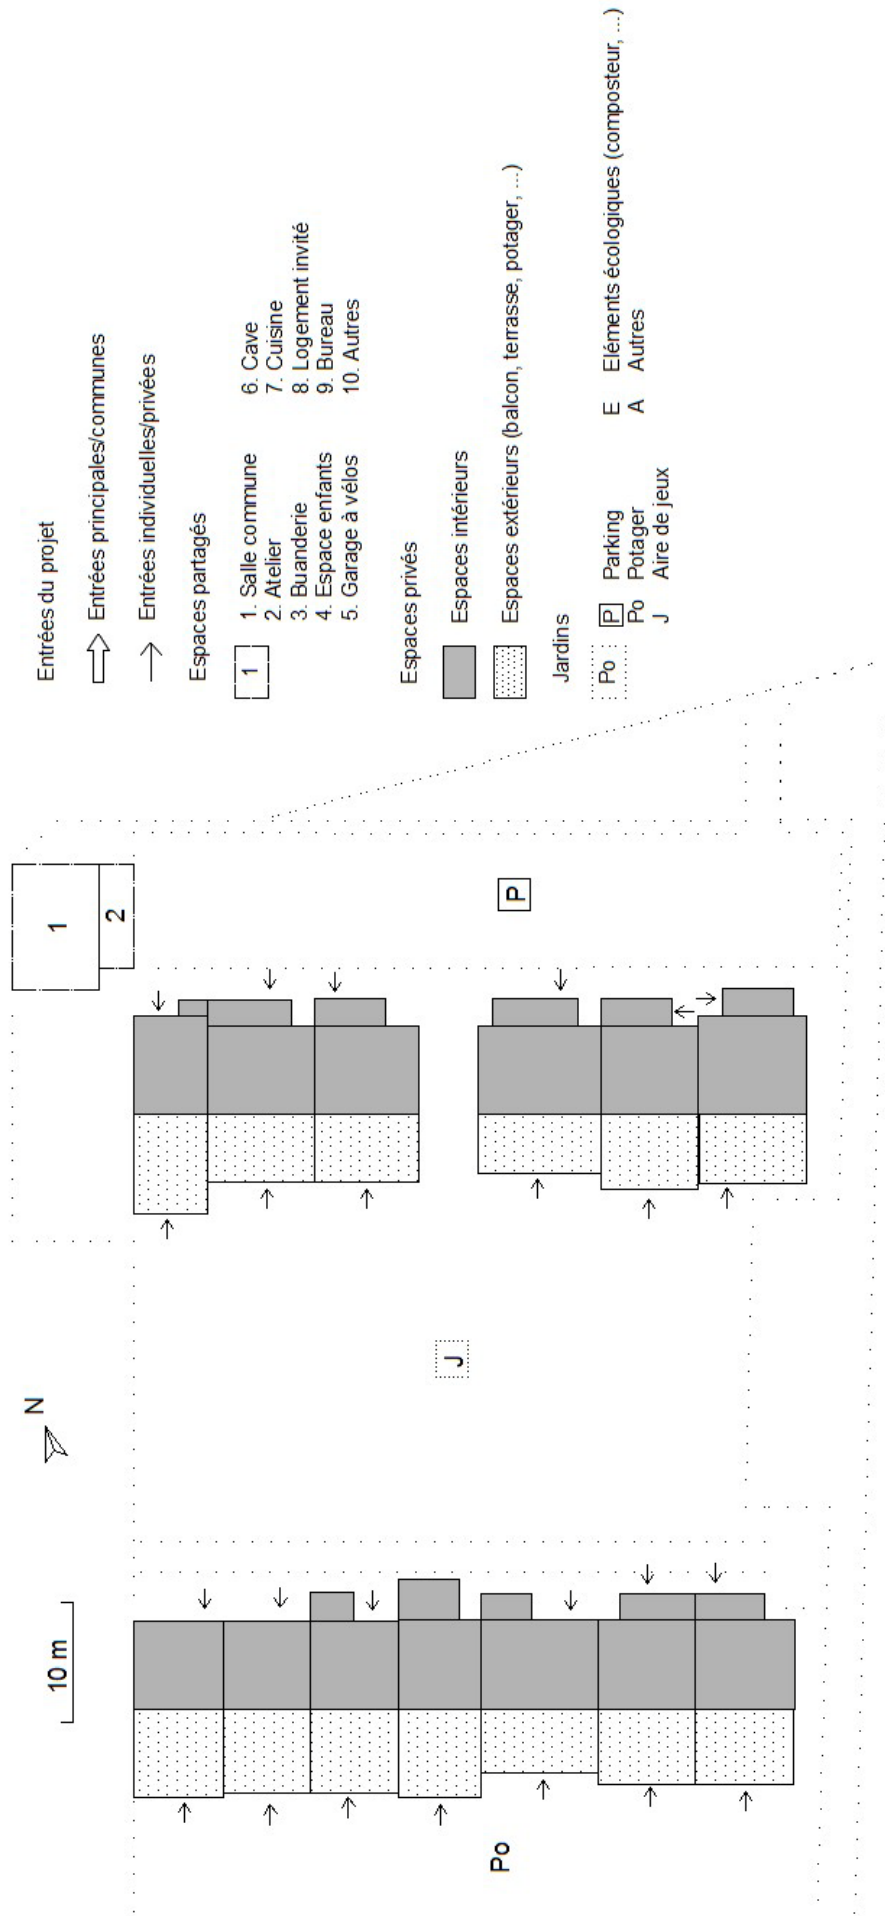 Entrées du projet
Entrées principales/communes
Entrées individuelles/privées
Espaces partagés
1
1. Salle commune
2. Atelier
3. Buanderie
4. Espace enfants
5. Garage à vélos
6. Cave
7. Cuisine
8. Logement invité
9. Bureau
10. Autres
Espaces privés
Espaces intérieurs
Espaces extérieurs (balcon, terrasse, potager, ...)
Jardins
Po
P Parking
Po Potager
J Aire de jeux
E Eléments écologiques (composteur, ...)
A Autres
1
2
P
J
N
10 m
Po